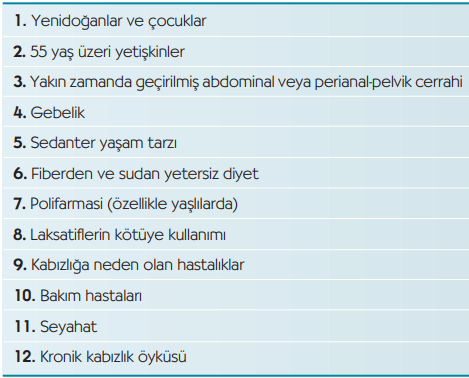 1. Yenidoğanlar ve çocuklar
2. 55 yaş üzeri yetişkinler
3. Yakın zamanda geçirilmiş abdominal veya perianal-pelvik cerrahi
4. Gebelik
5. Sedanter yaşam tarzı
6. Fiberden ve sudan yetersiz diyet
7. Polifarmasi (özellikle yaşlılarda)
8. Laksatiflerin kötüye kullanımı
9. Kabızlığa neden olan hastalıklar
10. Bakım hastaları
11. Seyahat
12. Kronik kabızlık öyküsü